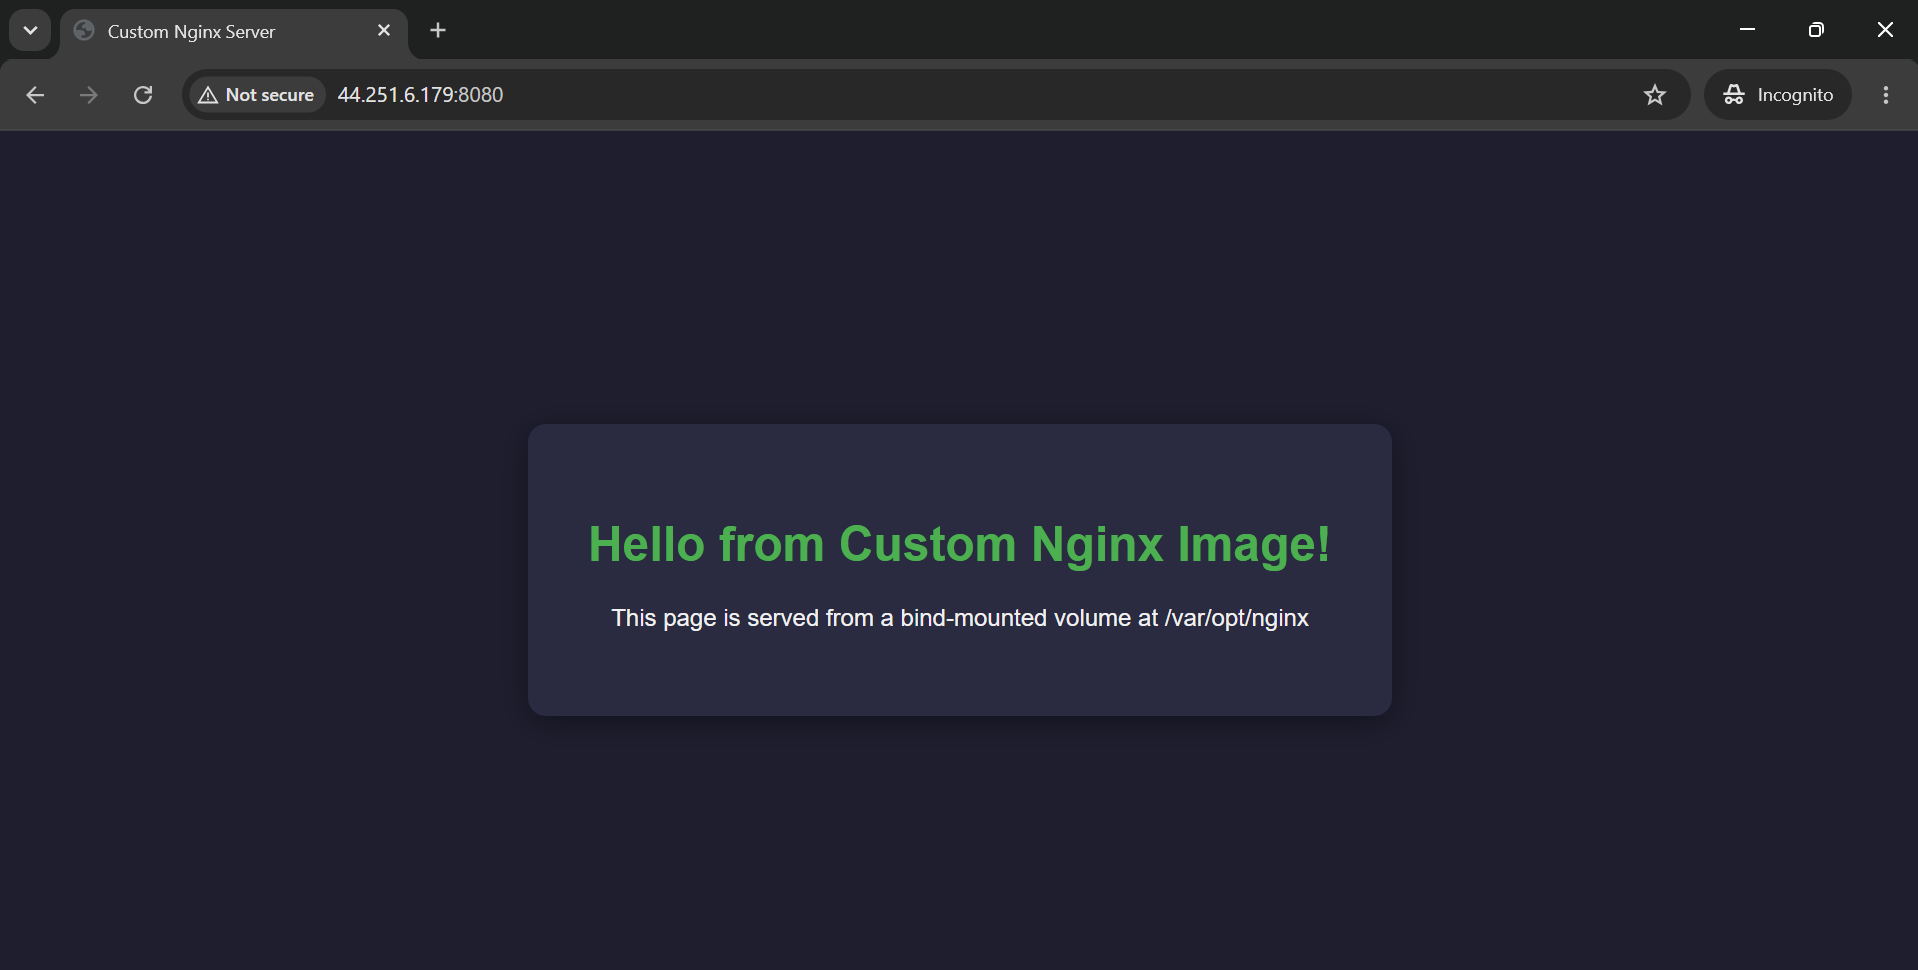 Custom Nginx Server
Not secure
44.251.6.179:8080
Incognito
Hello from Custom Nginx Image!
This page is served from a bind-mounted volume at /var/opt/nginx